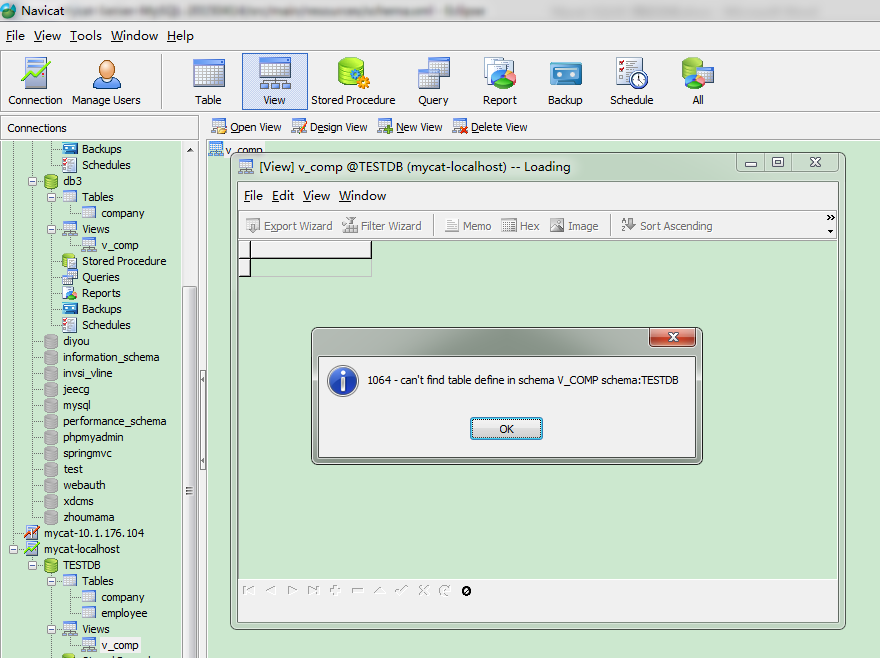 Navicat
File View Tools Window Help
Connection Manage Users Table View Stored Procedure Query Report Backup Schedule All
Connections
Open View Design View New View Delete View
Backups
Schedules
db3
Tables
company
Views
v_comp
Stored Procedure
Queries
Reports
Backups
Schedules
diyou
information_schema
invsi_vline
jeecg
mysql
performance_schema
phpmyadmin
springmvc
test
webauth
xdcms
zhoumama
mycat-10.1.176.104
mycat-localhost
TESTDB
Tables
company
employee
Views
v_comp
v_comp
[View] v_comp @TESTDB (mycat-localhost) -- Loading
File Edit View Window
Export Wizard Filter Wizard Memo Hex Image Sort Ascending
1064 - can't find table define in schema V_COMP schema:TESTDB
OK